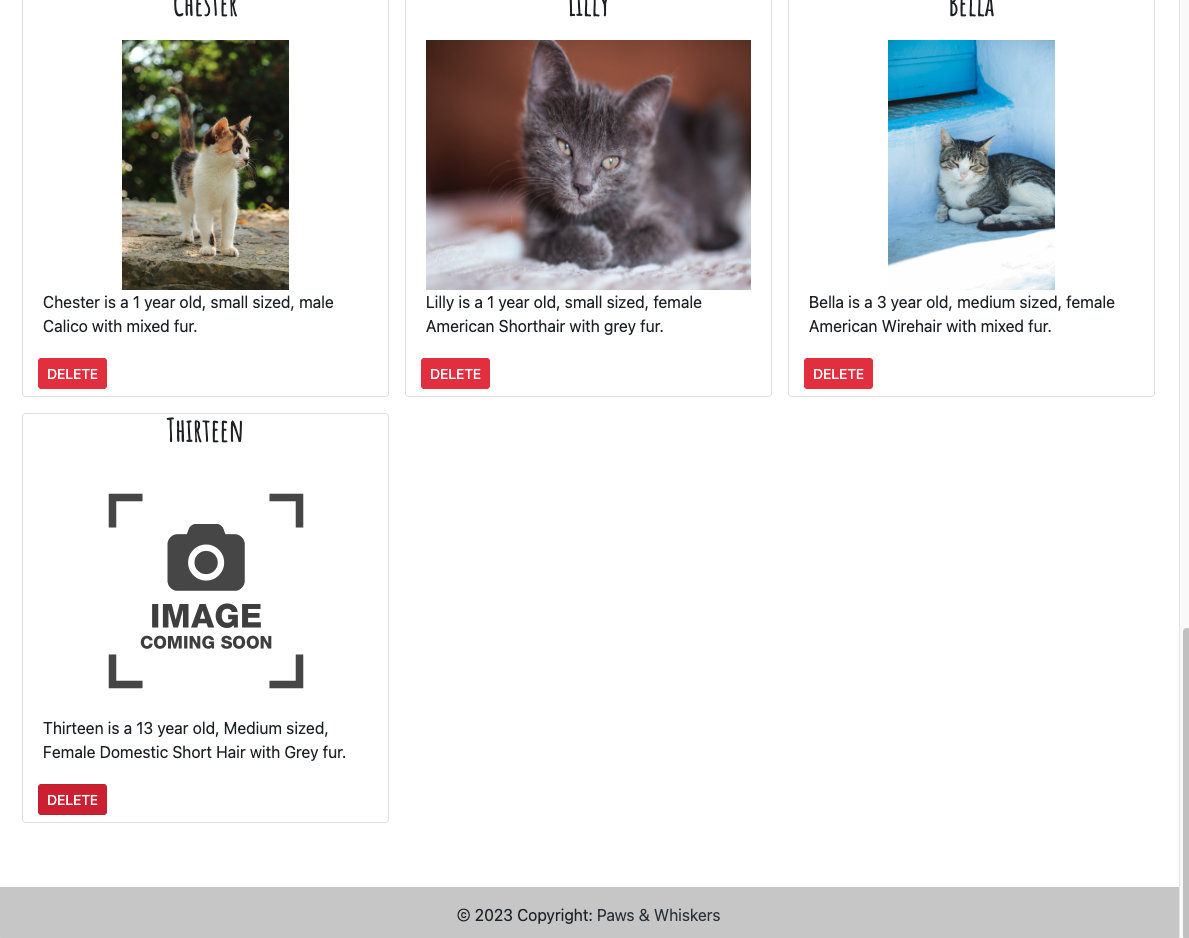 Chester
Lilly
Bella
Chester is a 1 year old, small sized, male
Calico with mixed fur.
DELETE
Lilly is a 1 year old, small sized, female
American Shorthair with grey fur.
DELETE
Bella is a 3 year old, medium sized, female
American Wirehair with mixed fur.
DELETE
Thirteen
IMAGE
COMING SOON
Thirteen is a 13 year old, Medium sized,
Female Domestic Short Hair with Grey fur.
DELETE
© 2023 Copyright: Paws & Whiskers